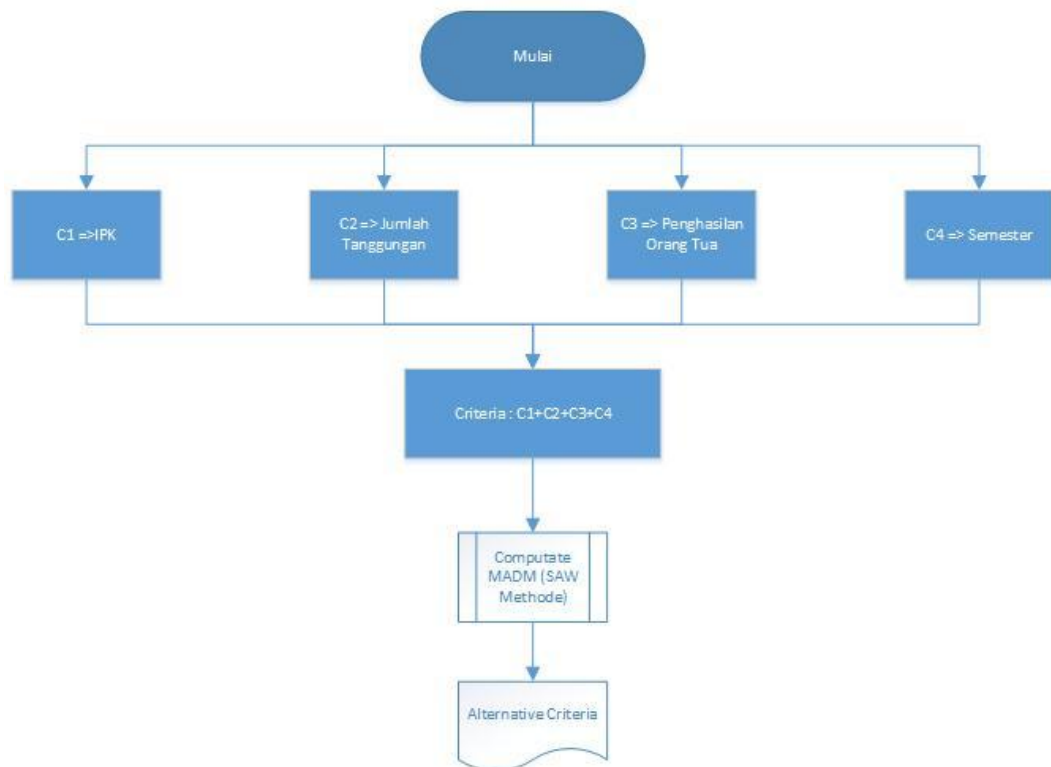 Mulai
C1 =>IPK
C2 => Jumlah
Tanggungan
C3 => Penghasilan
Orang Tua
C4 => Semester
Criteria : C1+C2+C3+C4
Computate
MADM (SAW
Methode)
Alternative Criteria